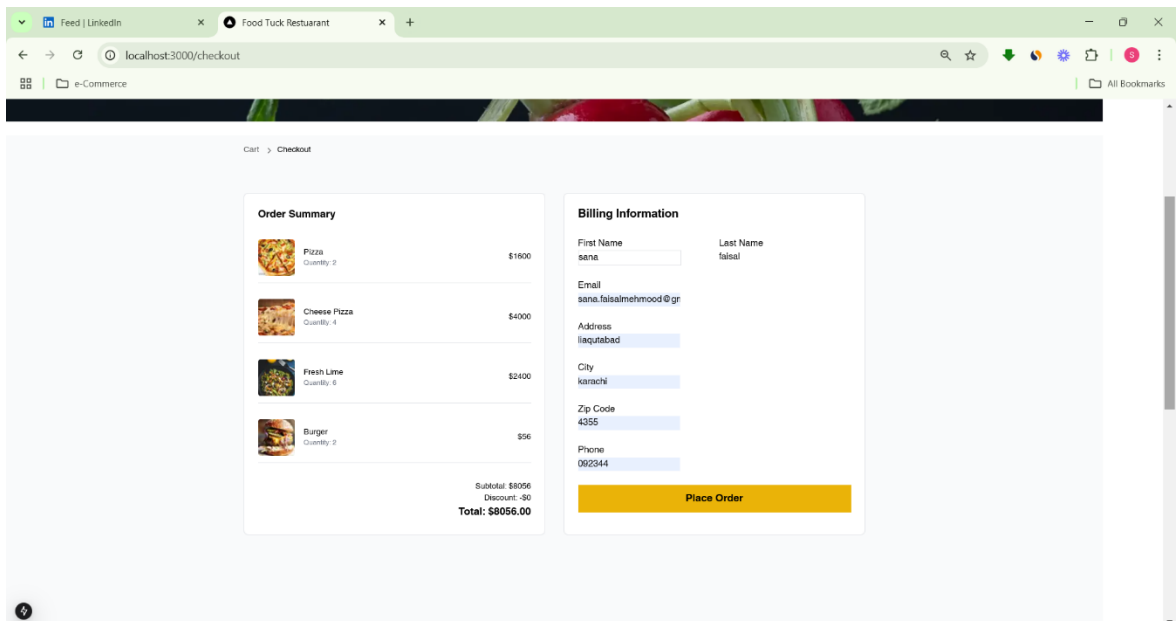 Feed | LinkedIn
Food Tuck Restuarant
localhost:3000/checkout
S
e-Commerce
All Bookmarks
Cart > Checkout
Order Summary
Pizza
Quantity: 2
$1600
Cheese Pizza
Quantity: 4
$4000
Fresh Lime
Quantity: 6
$2400
Burger
Quantity: 2
$56
Subtotal: $8056
Discount: -$0
Total: $8056.00
Billing Information
First Name
sana
Last Name
faisal
Email
sana.faisalmehmood@gr
Address
liaqutabad
City
karachi
Zip Code
4355
Phone
092344
Place Order